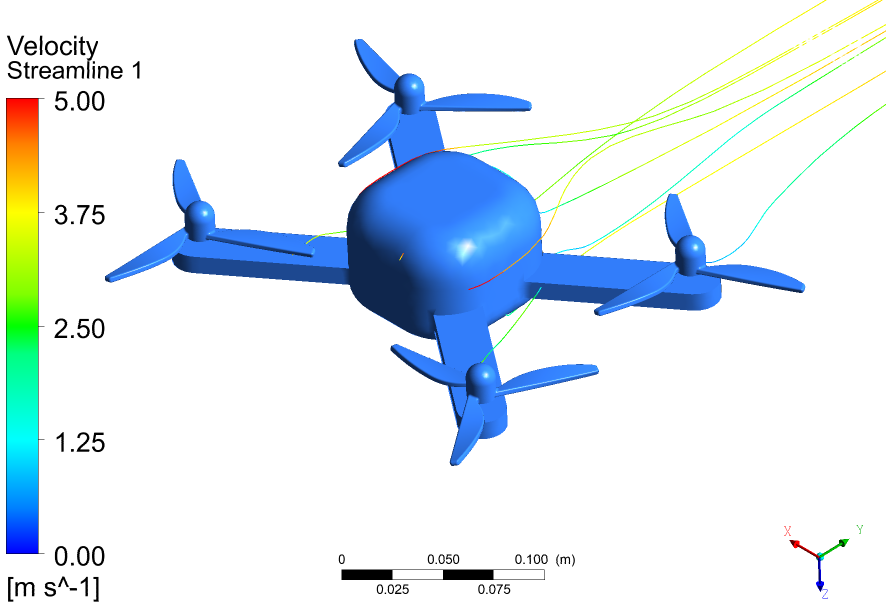 Velocity
Streamline 1
5.00
3.75
2.50
1.25
0.00
[m s^-1]
0 0.050 0.100 (m)
0.025 0.075
X Y
Z